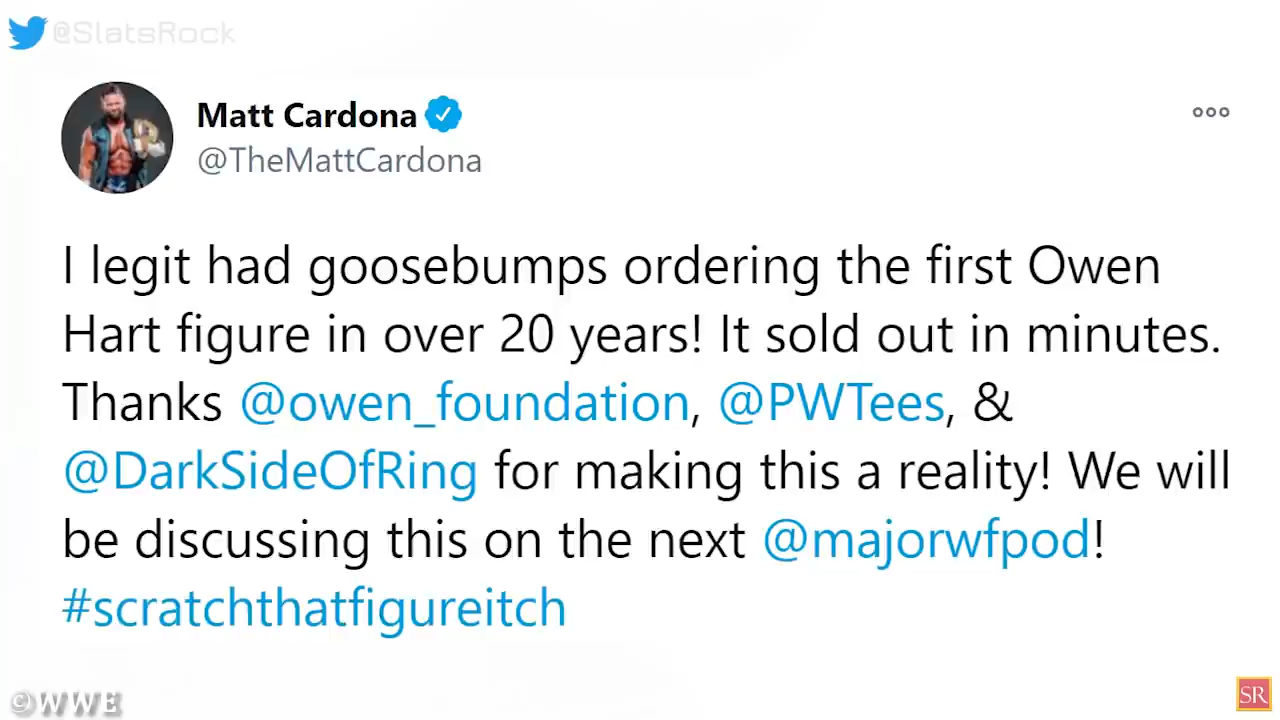 @SlatsRock
Matt Cardona
@TheMattCardona
I legit had goosebumps ordering the first Owen
Hart figure in over 20 years! It sold out in minutes.
Thanks @owen_foundation, @PWTees, &
@DarkSideOfRing for making this a reality! We will
be discussing this on the next @majorwfpod!
#scratchthatfigureitch
©WWE
SR